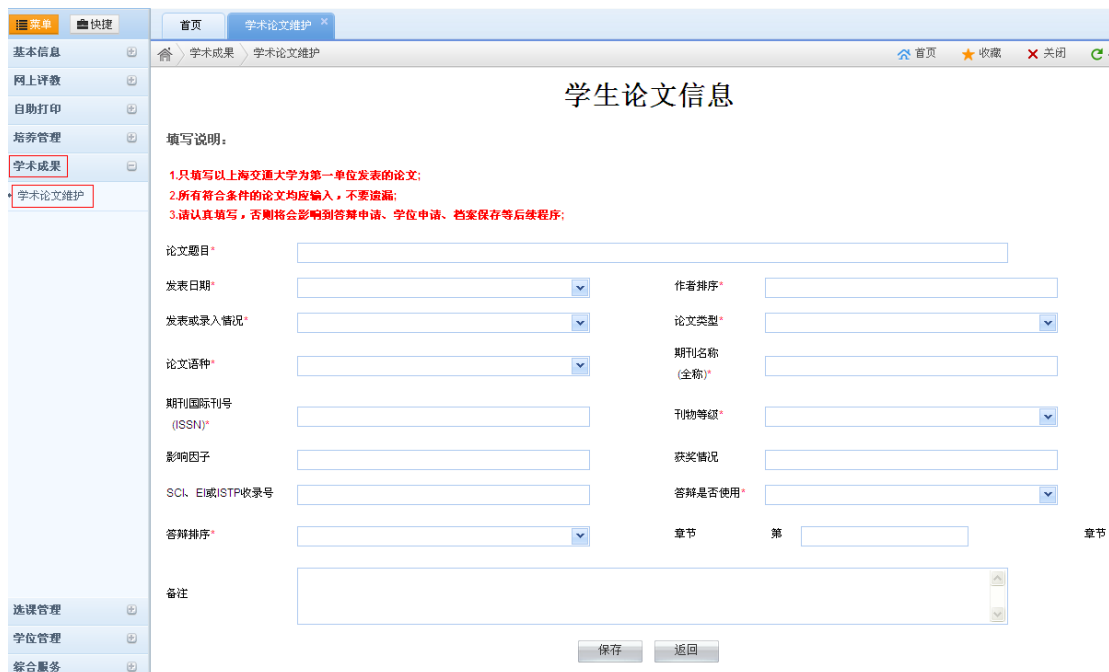 菜单 快捷 首页 学术论文维护
基本信息 学术成果 学术论文维护 首页 收藏 关闭
网上评教
自助打印
培养管理
学术成果
学术论文维护
选课管理
学位管理
综合服务
学生论文信息
填写说明:
1.只填写以上海交通大学为第一单位发表的论文;
2.所有符合条件的论文均应输入，不要遗漏;
3.请认真填写，否则将会影响到答辩申请、学位申请、档案保存等后续程序;
论文题目*
发表日期* 作者排序*
发表或录入情况* 论文类型*
论文语种* 期刊名称
(全称)*
期刊国际刊号
(ISSN)* 刊物等级*
影响因子 获奖情况
SCI、EI或ISTP收录号 答辩是否使用*
答辩排序* 章节 第 章节
备注
保存 返回